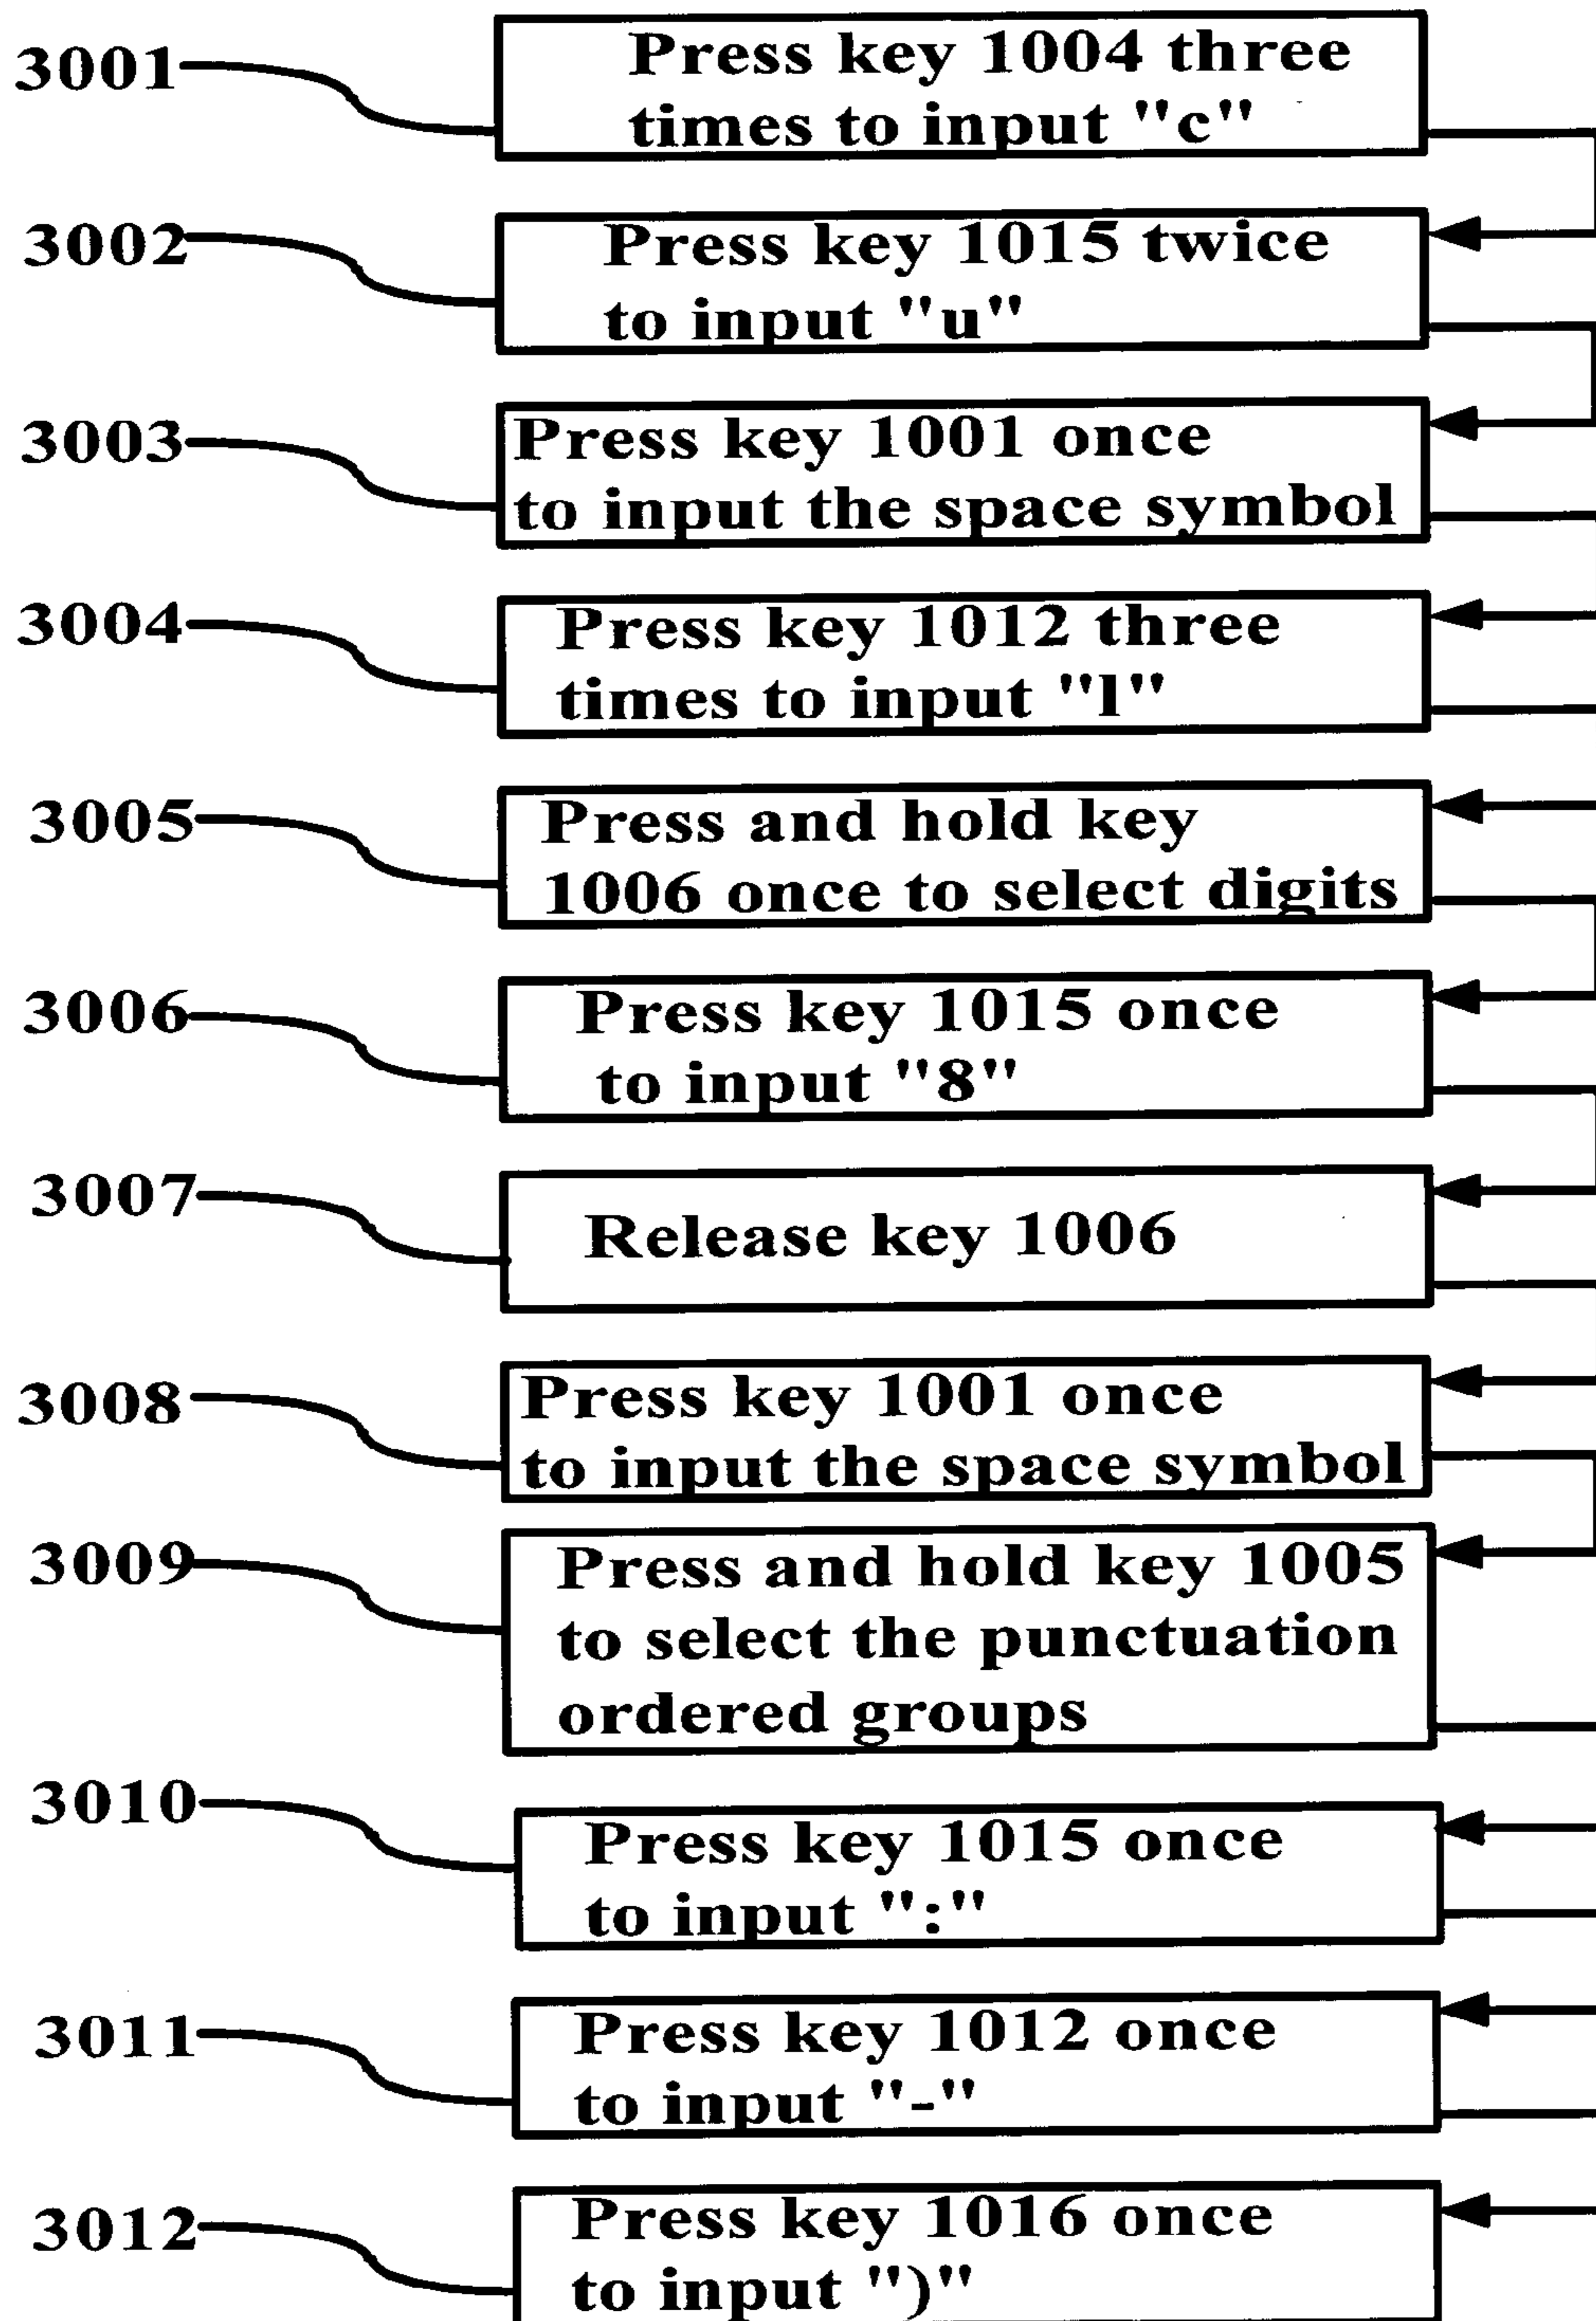 3001
Press key 1004 three
times to input "c"
3002
Press key 1015 twice
to input "u"
3003
Press key 1001 once
to input the space symbol
3004
Press key 1012 three
times to input "l"
3005
Press and hold key
1006 once to select digits
3006
Press key 1015 once
to input "8"
3007
Release key 1006
3008
Press key 1001 once
to input the space symbol
3009
Press and hold key 1005
to select the punctuation
ordered groups
3010
Press key 1015 once
to input ":"
3011
Press key 1012 once
to input "-"
3012
Press key 1016 once
to input ")"